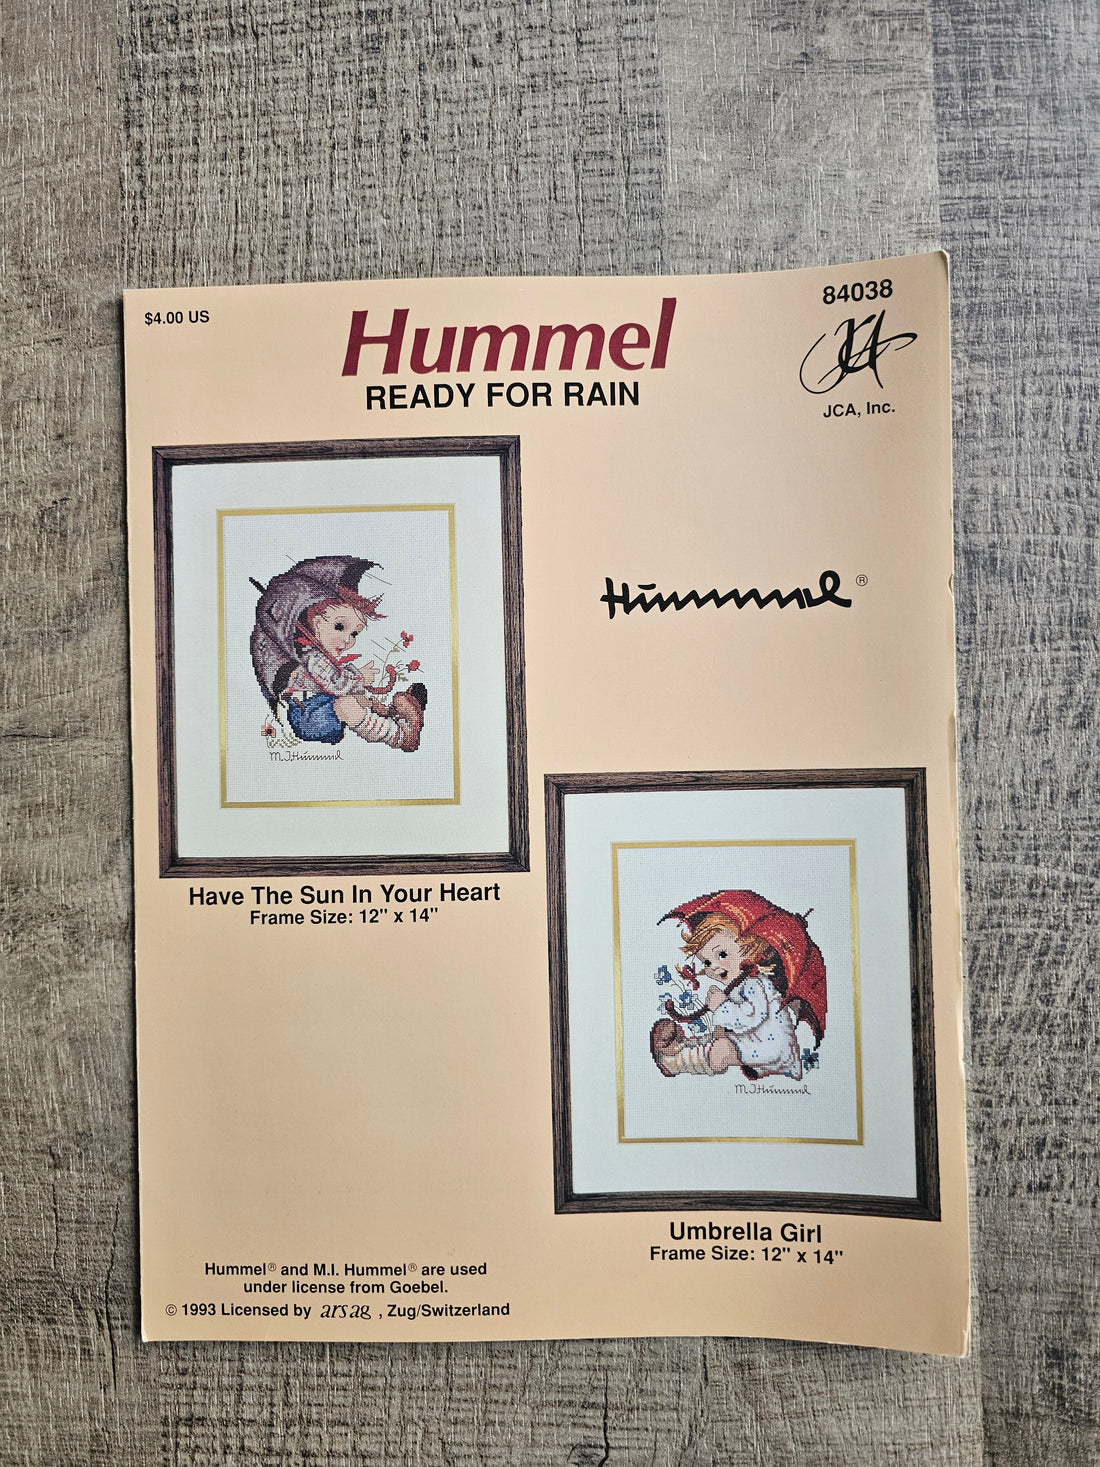 $4.00 US
Hummel
READY FOR RAIN
84038
JCA
JCA, Inc.
Hummel®
M.I.Hummel
Have The Sun In Your Heart
Frame Size: 12" x 14"
M.I.Hummel
Umbrella Girl
Frame Size: 12" x 14"
Hummel® and M.I. Hummel® are used
under license from Goebel.
© 1993 Licensed by arsag , Zug/Switzerland